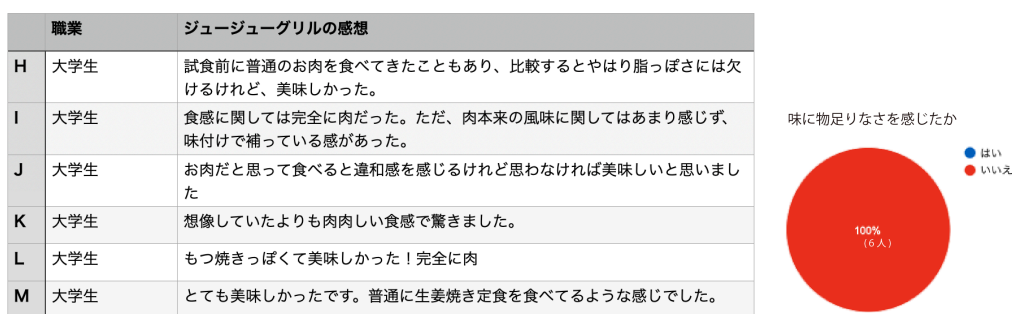 職業 ジュージューグリルの感想
H 大学生 試食前に普通のお肉を食べてきたこともあり、比較するとやはり脂っぽさには欠
けるけれど、美味しかった。
I 大学生 食感に関しては完全に肉だった。ただ、肉本来の風味に関してはあまり感じず、
味付けで補っている感があった。
J 大学生 お肉だと思って食べると違和感を感じるけれど思わなければ美味しいと思いまし
た
K 大学生 想像していたよりも肉肉しい食感で驚きました。
L 大学生 もつ焼きっぽくて美味しかった！完全に肉
M 大学生 とても美味しかったです。普通に生姜焼き定食を食べてるような感じでした。
味に物足りなさを感じたか
はい
いいえ
100%
(6人)